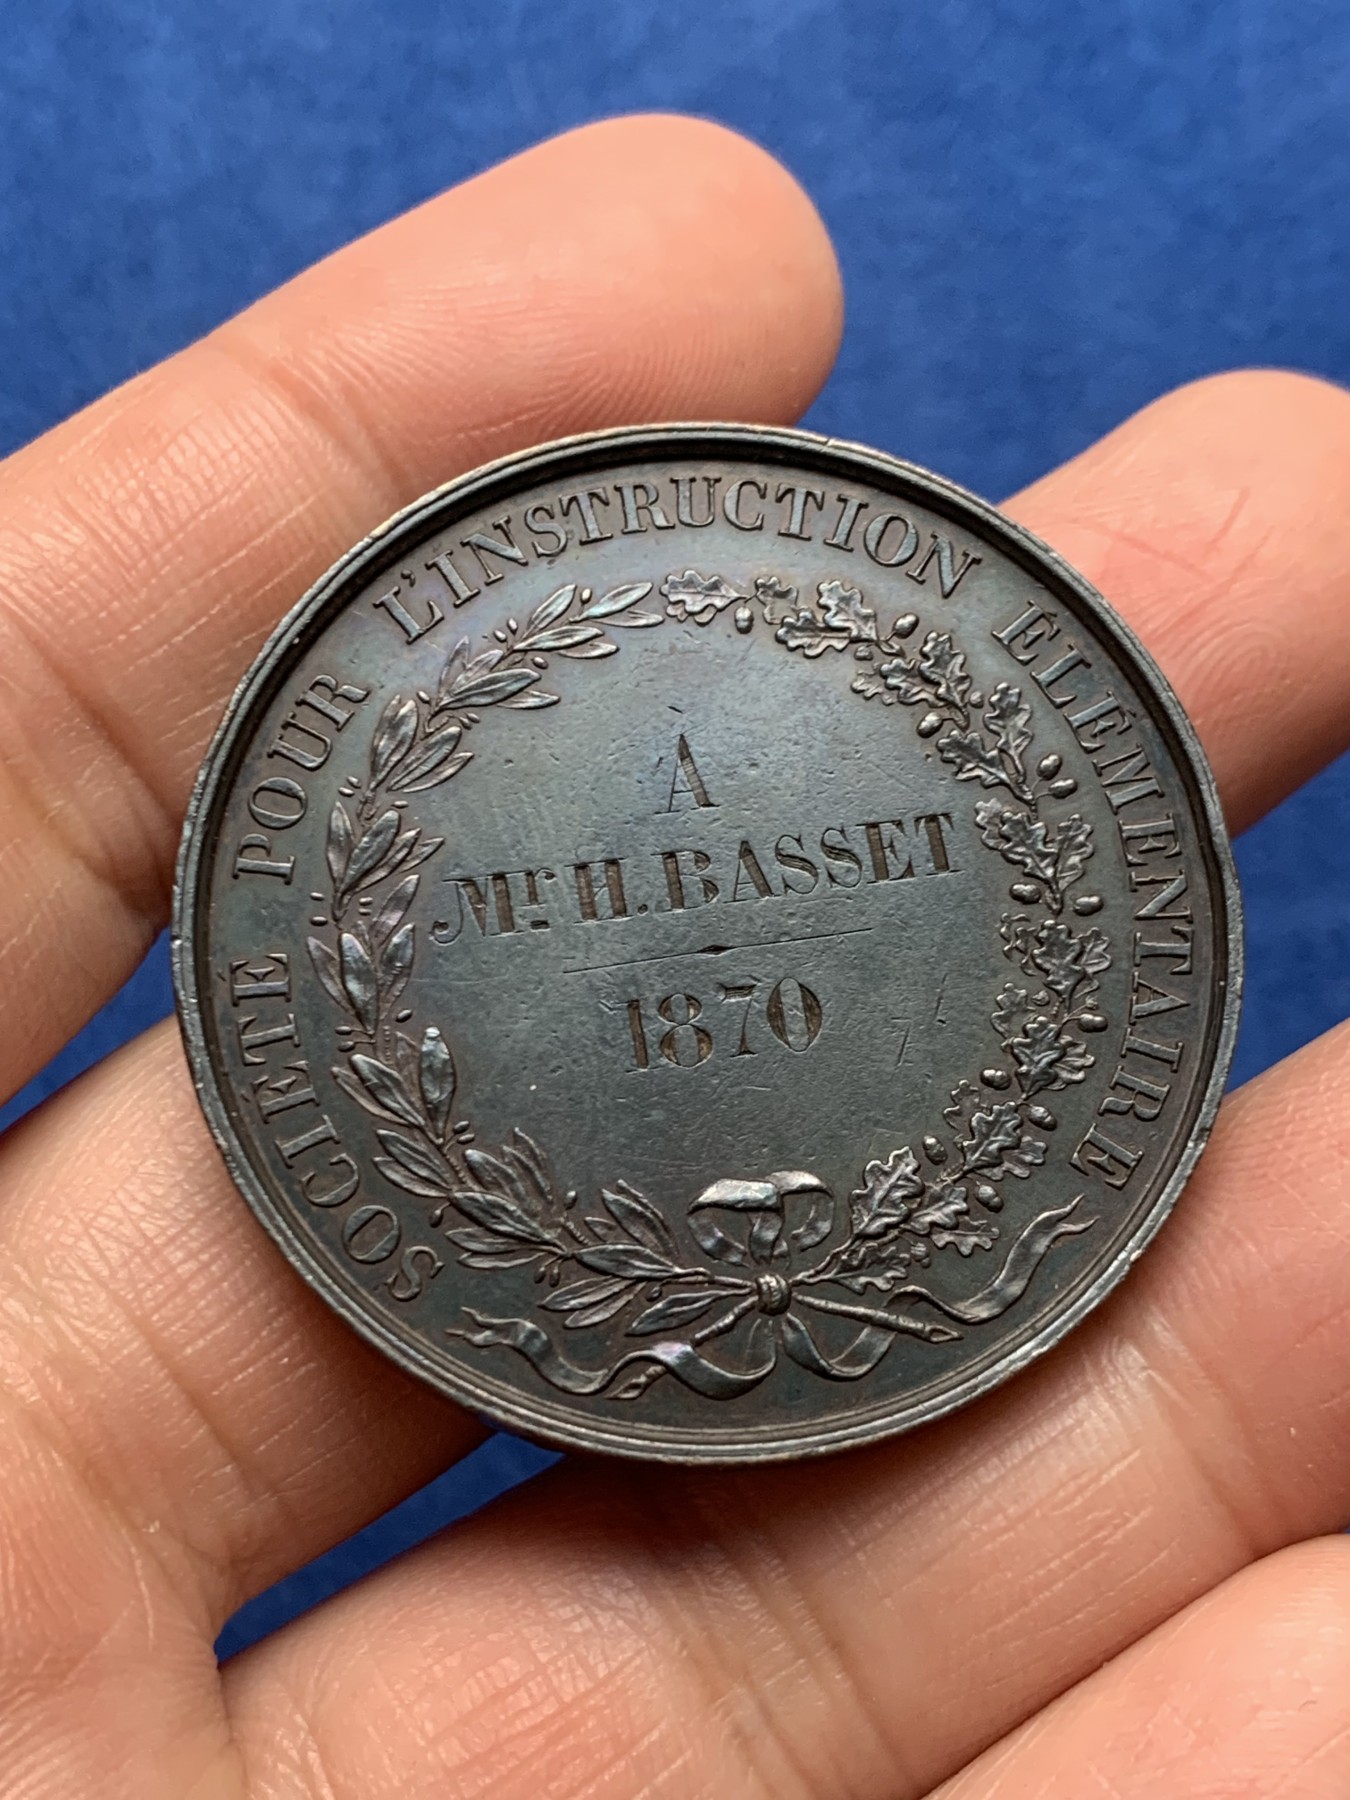 SOCIÉTÉ POUR L'INSTRUCTION ÉLÉMENTAIRE
A
Mr H. BASSET
1870